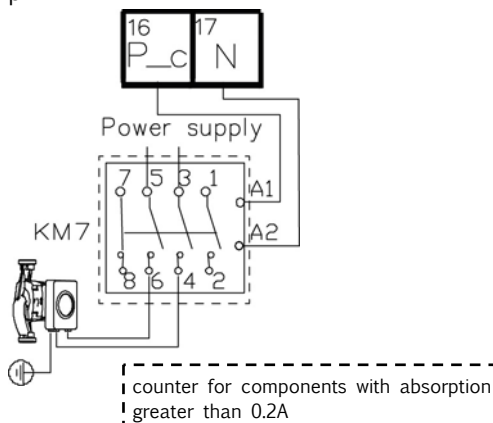 16 17
P_c N
Power supply
7 5 3 1
A1
KM7
A2
8 6 4 2
counter for components with absorption
greater than 0.2A